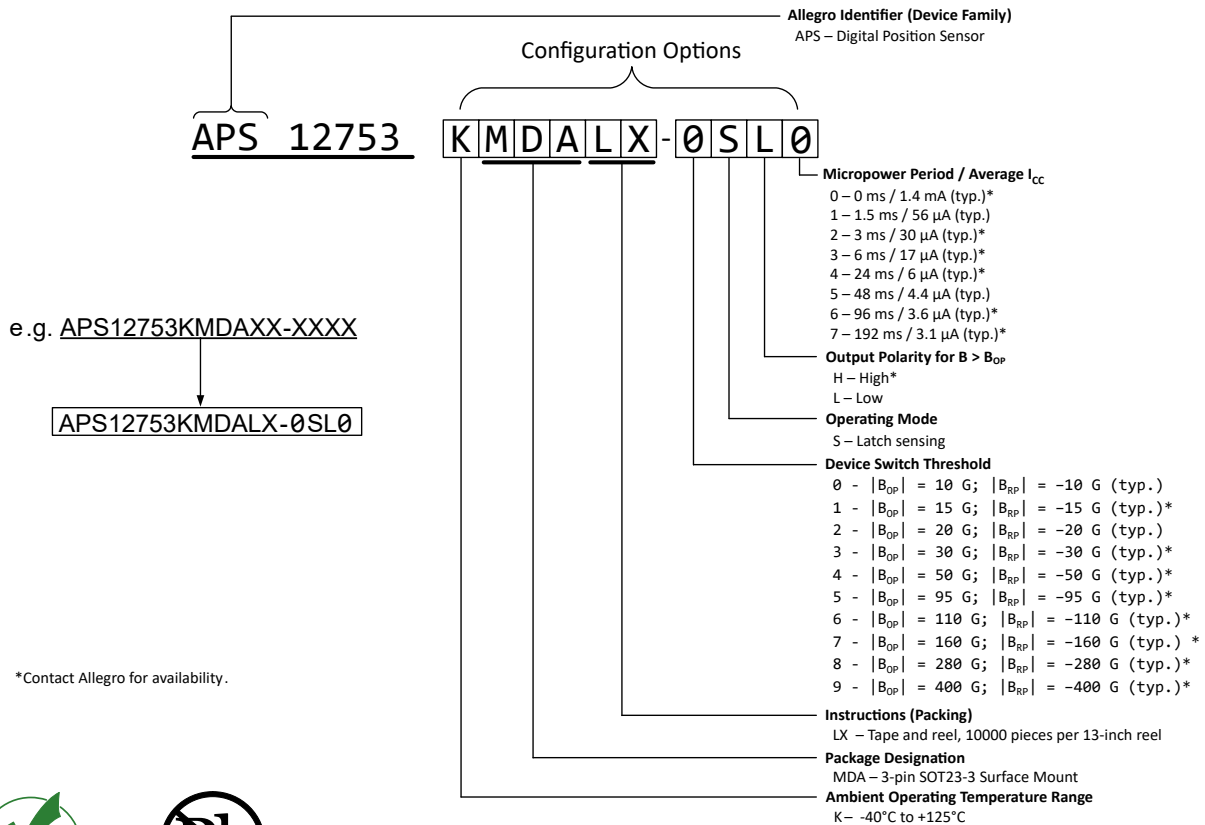 Allegro Identifier (Device Family)
APS – Digital Position Sensor
Configuration Options
APS 12753 KMDALX-0SL0
Micropower Period / Average ICC
0 – 0 ms / 1.4 mA (typ.)*
1 – 1.5 ms / 56 µA (typ.)
2 – 3 ms / 30 µA (typ.)*
3 – 6 ms / 17 µA (typ.)*
4 – 24 ms / 6 µA (typ.)*
5 – 48 ms / 4.4 µA (typ.)
6 – 96 ms / 3.6 µA (typ.)*
7 – 192 ms / 3.1 µA (typ.)*
Output Polarity for B > BOP
H – High*
L – Low
Operating Mode
S – Latch sensing
Device Switch Threshold
0 - |BOP| = 10 G; |BRP| = −10 G (typ.)
1 - |BOP| = 15 G; |BRP| = −15 G (typ.)*
2 - |BOP| = 20 G; |BRP| = −20 G (typ.)
3 - |BOP| = 30 G; |BRP| = −30 G (typ.)*
4 - |BOP| = 50 G; |BRP| = −50 G (typ.)*
5 - |BOP| = 95 G; |BRP| = −95 G (typ.)*
6 - |BOP| = 110 G; |BRP| = −110 G (typ.)*
7 - |BOP| = 160 G; |BRP| = −160 G (typ.) *
8 - |BOP| = 280 G; |BRP| = −280 G (typ.)*
9 - |BOP| = 400 G; |BRP| = −400 G (typ.)*
Instructions (Packing)
LX – Tape and reel, 10000 pieces per 13-inch reel
Package Designation
MDA – 3-pin SOT23-3 Surface Mount
Ambient Operating Temperature Range
K – -40°C to +125°C
e.g. APS12753KMDAXX-XXXX
APS12753KMDALX-0SL0
*Contact Allegro for availability.